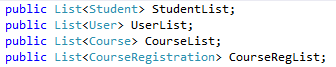 public List<Student> StudentList;
public List<User> UserList;
public List<Course> CourseList;
public List<CourseRegistration> CourseRegList;